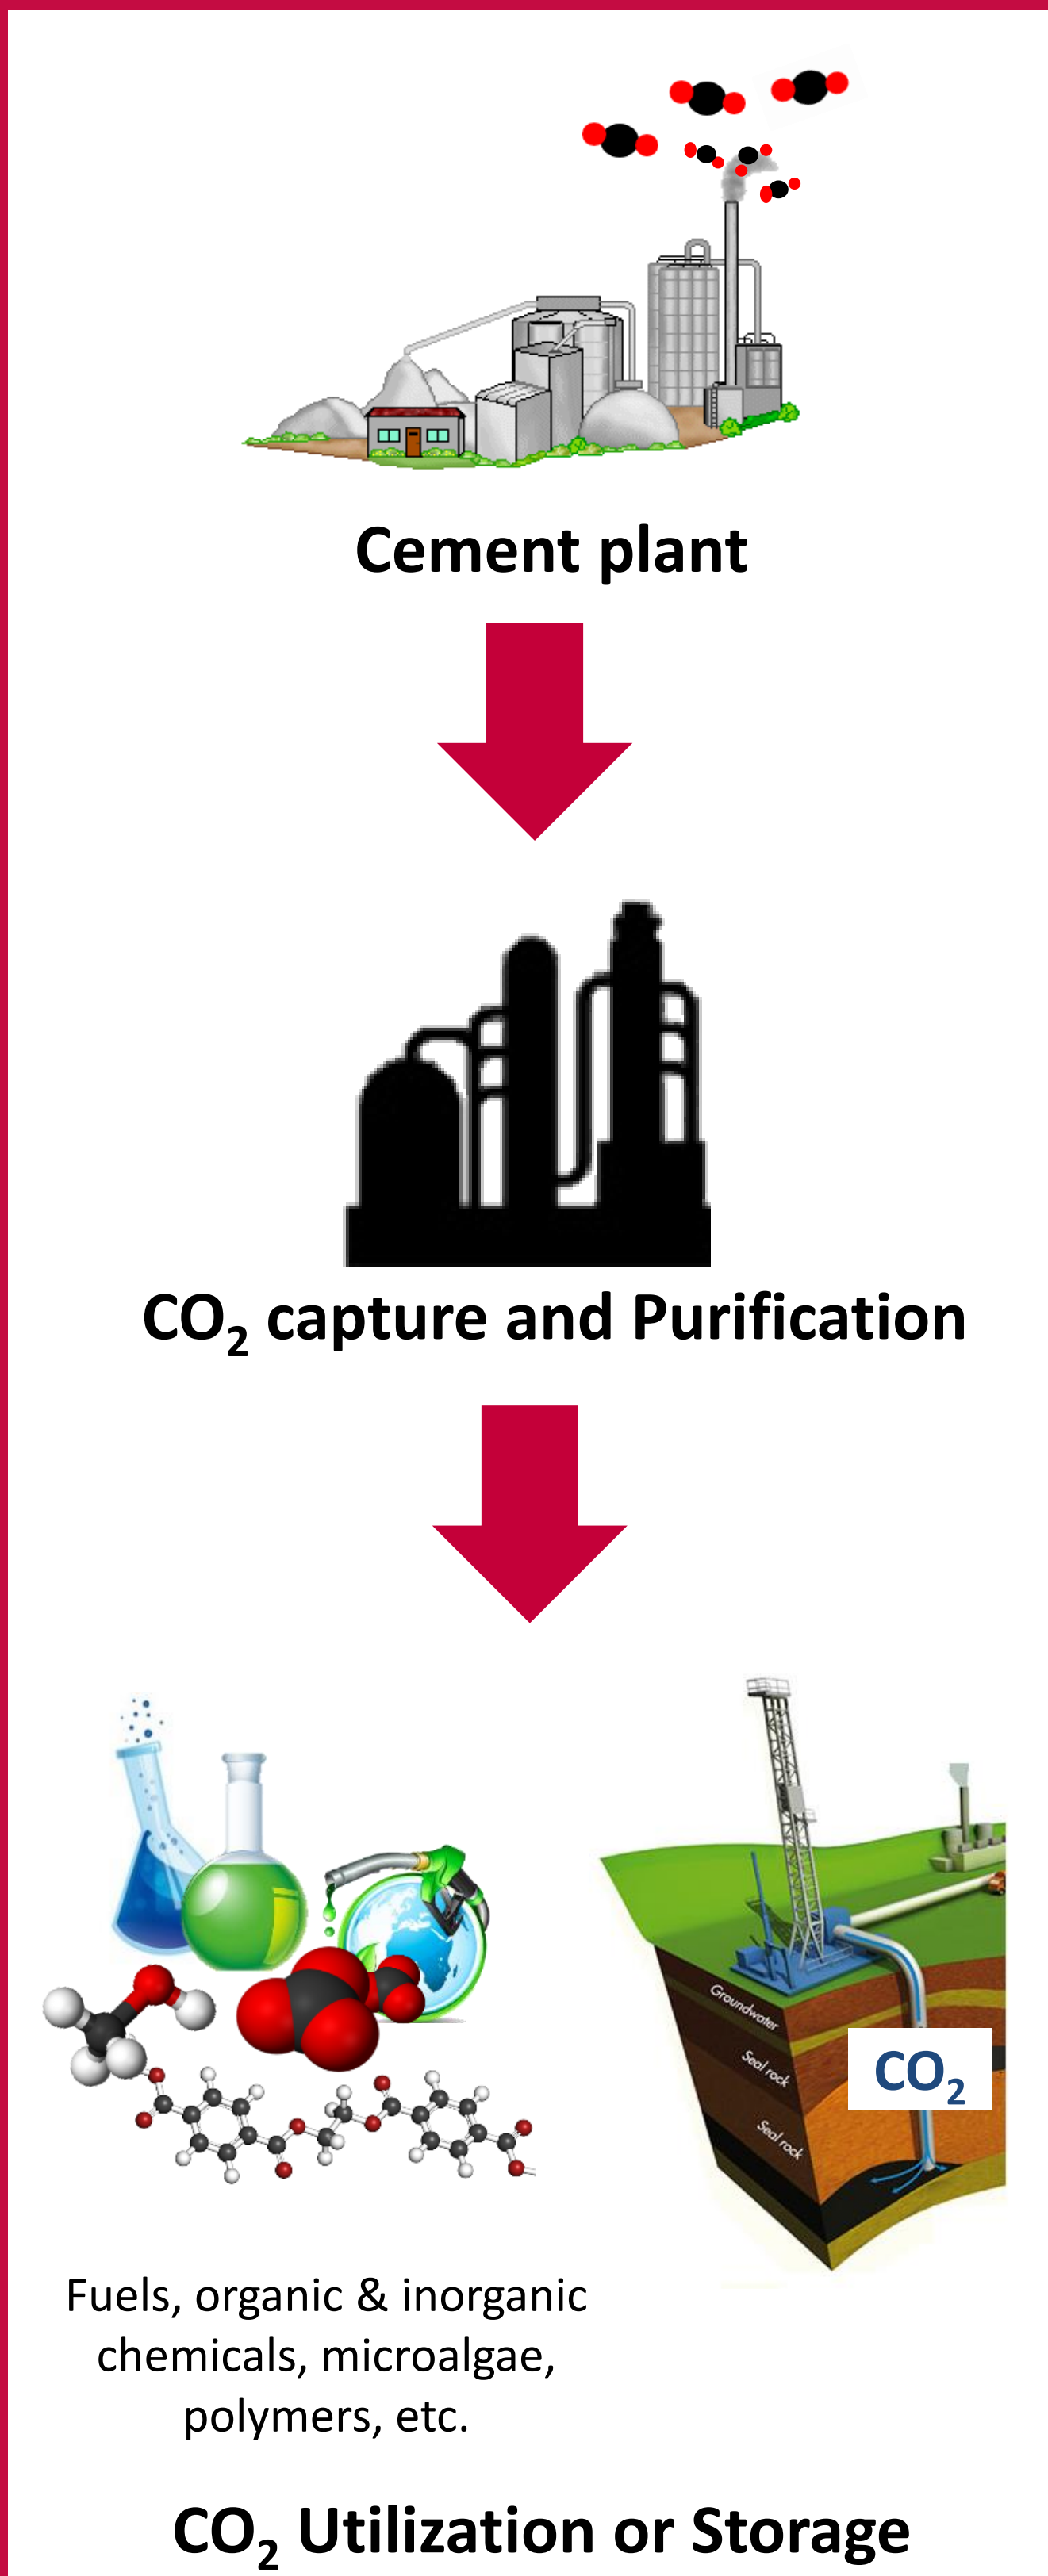 Cement plant
CO₂ capture and Purification
Groundwater
Seal rock
Seal rock
CO₂
Fuels, organic & inorganic
chemicals, microalgae,
polymers, etc.
CO₂ Utilization or Storage